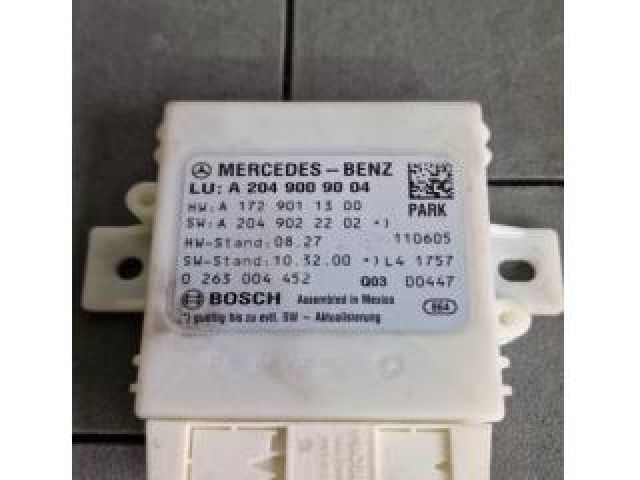 MERCEDES-BENZ
LU: A 204 900 90 04
HW: A 172 901 13 00
PARK
SW: A 204 902 22 02 *)
HW-Stand: 08.27 110605
SW-Stand: 10.32.00 *) L4 1757
0 263 004 452 Q03 00447
BOSCH Assembled in Mexico
*) gueltig bis zu evtl. SW - Aktualisierung